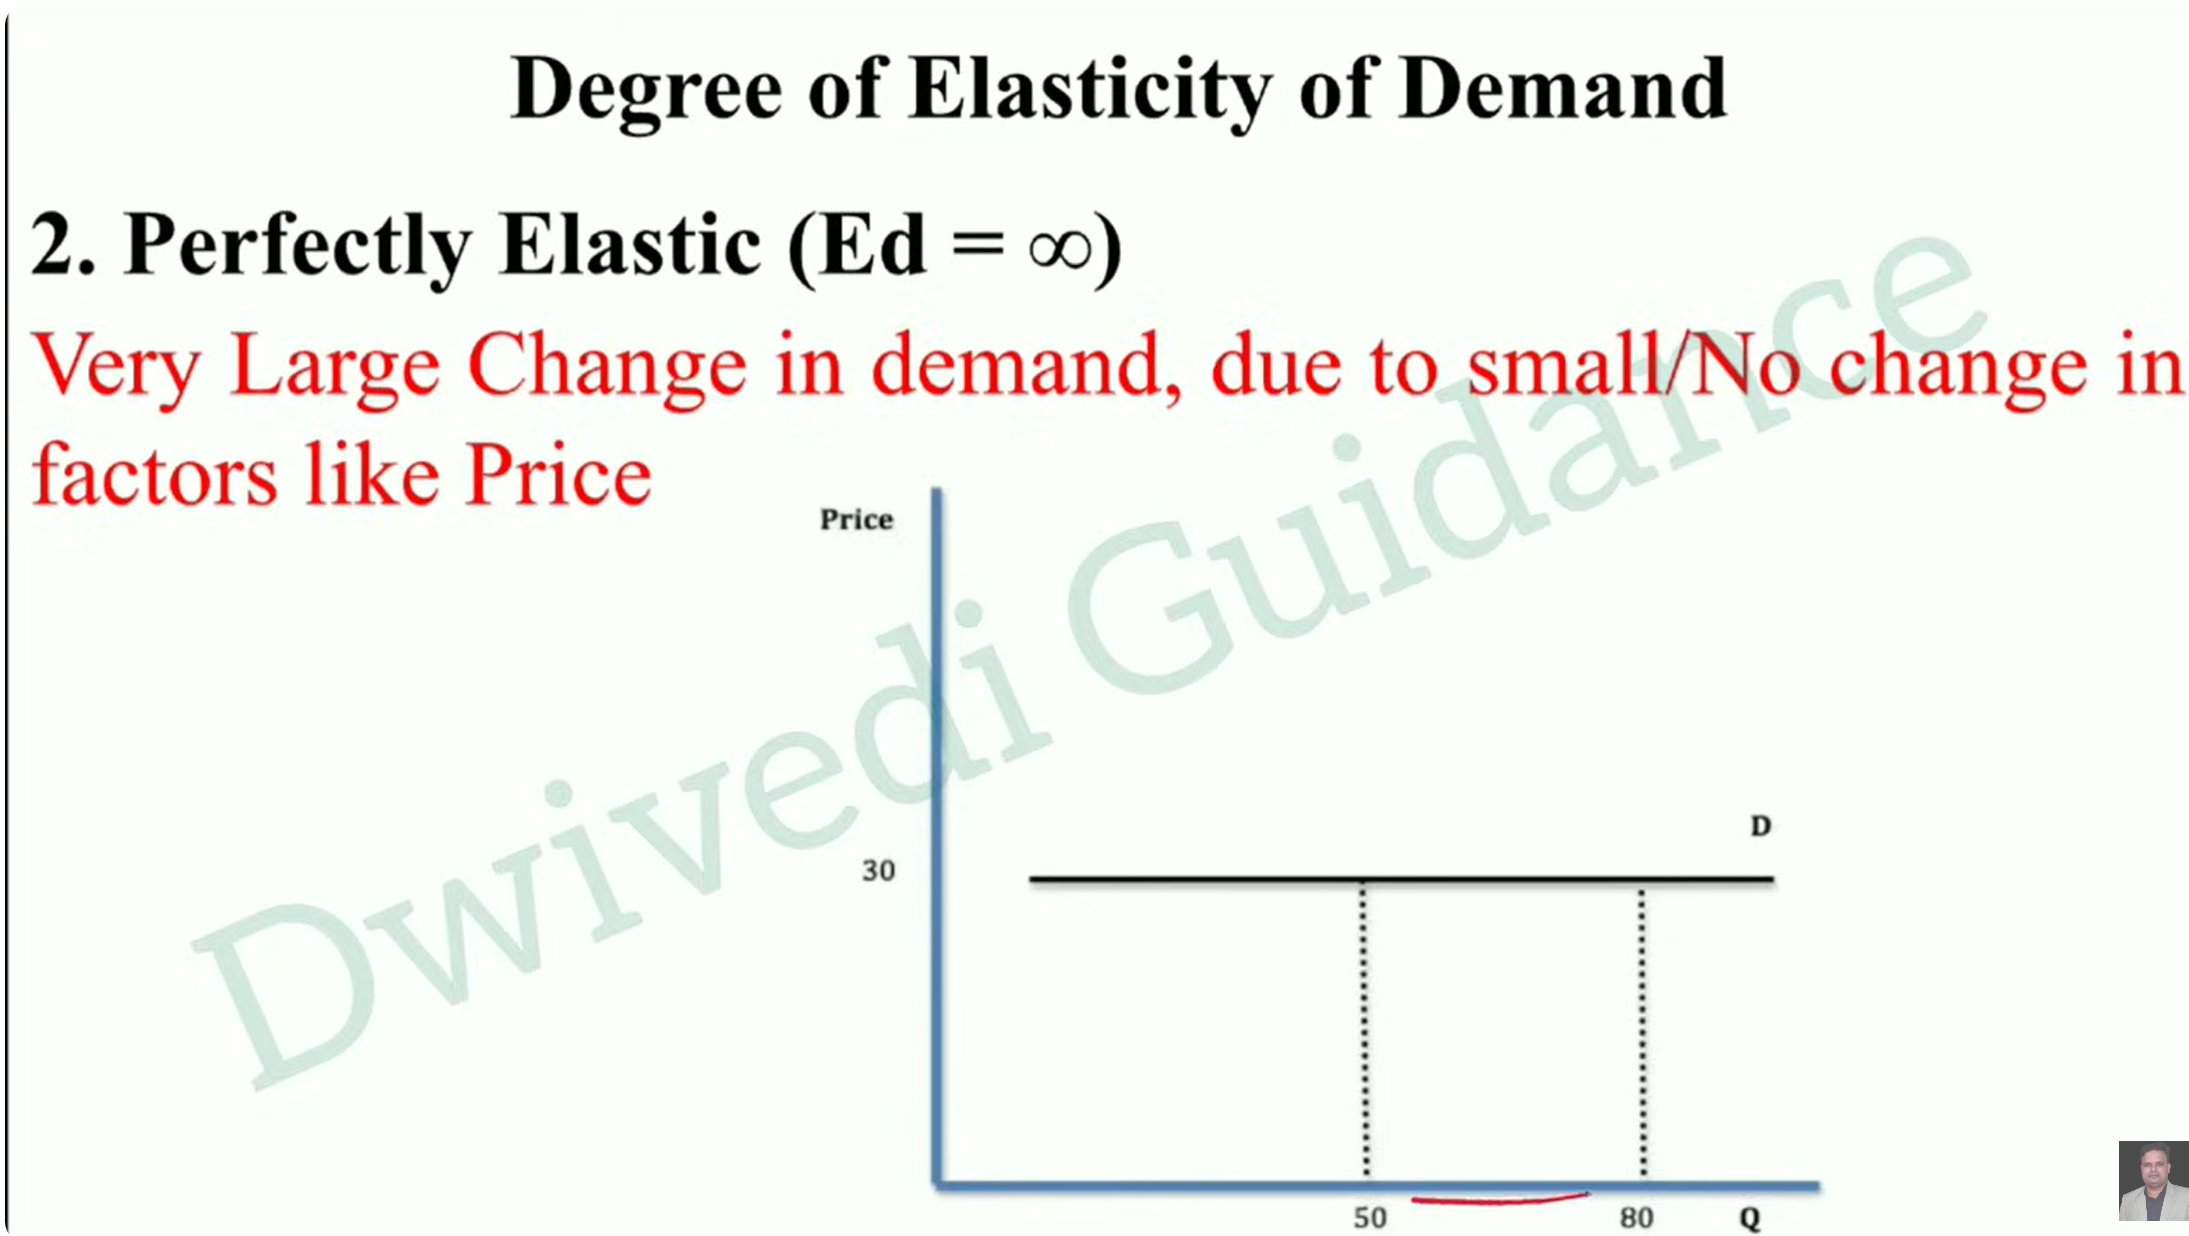 Degree of Elasticity of Demand
2. Perfectly Elastic (Ed = ∞)
Very Large Change in demand, due to small/No change in
factors like Price
Price
D
30
50
80
Q
Dwivedi Guidance